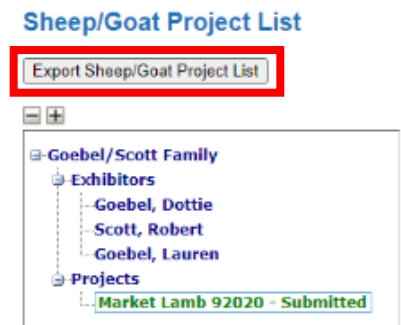 Sheep/Goat Project List
Export Sheep/Goat Project List
Goebel/Scott Family
Exhibitors
Goebel, Dottie
Scott, Robert
Goebel, Lauren
Projects
Market Lamb 92020 - Submitted